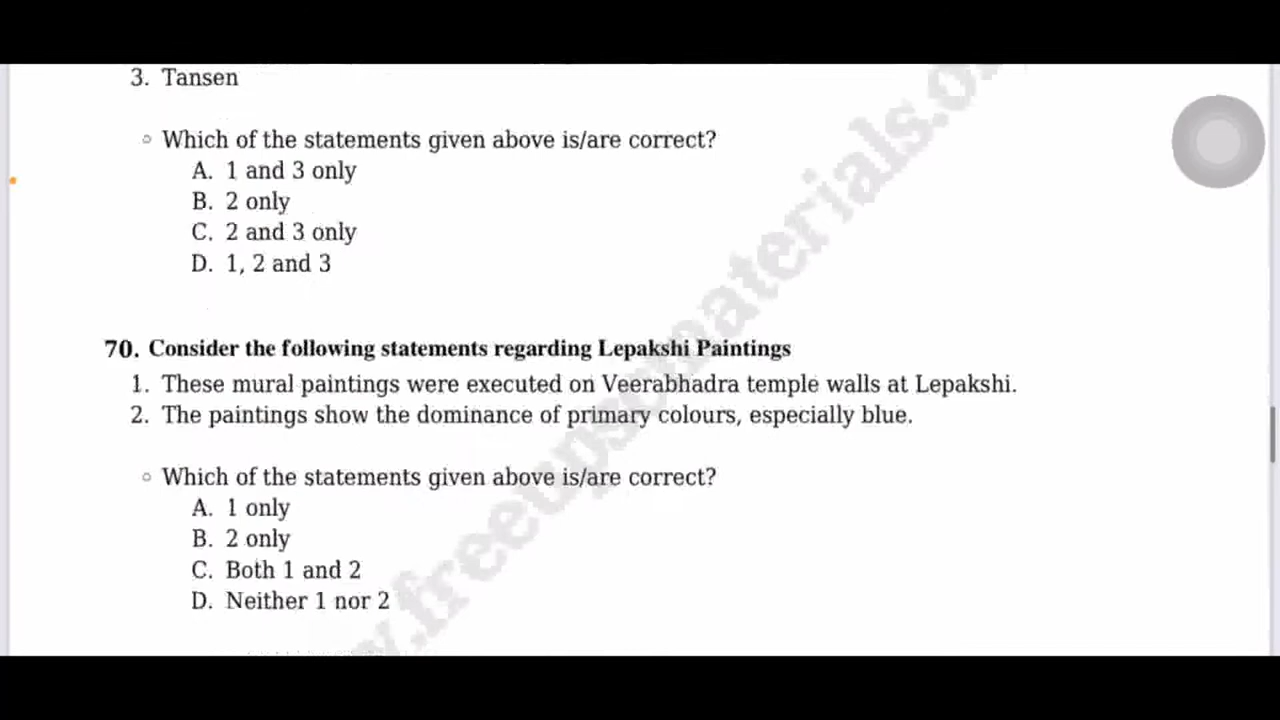 3. Tansen
Which of the statements given above is/are correct?
A. 1 and 3 only
B. 2 only
C. 2 and 3 only
D. 1, 2 and 3
70. Consider the following statements regarding Lepakshi Paintings
1. These mural paintings were executed on Veerabhadra temple walls at Lepakshi.
2. The paintings show the dominance of primary colours, especially blue.
Which of the statements given above is/are correct?
A. 1 only
B. 2 only
C. Both 1 and 2
D. Neither 1 nor 2